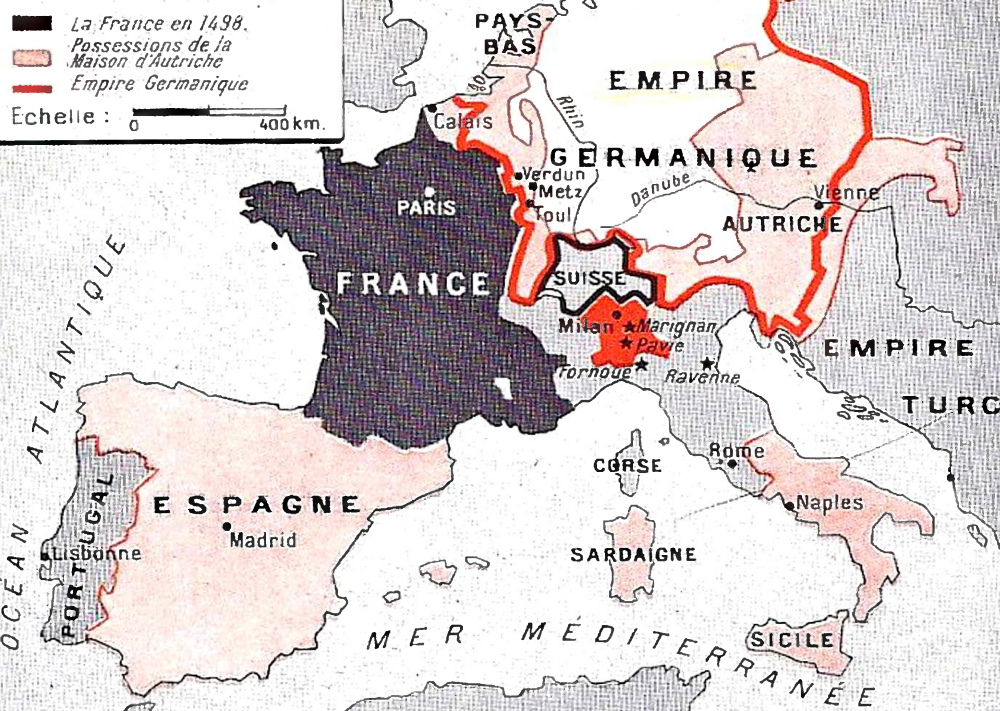 La France en 1498.
Possessions de la
Maison d'Autriche
Empire Germanique
Echelle :
0 400 km.
PAYS-
BAS
EMPIRE
Rhin
Calais
GERMANIQUE
Verdun
Metz
Danube
Vienne
PARIS
Toul
AUTRICHE
FRANCE
SUISSE
Milan
Marignan
Pavie
EMPIRE
Fornoue
Ravenne
TURC
OCÉAN ATLANTIQUE
CORSE
Rome
ESPAGNE
Naples
PORTUGAL
Madrid
Lisbonne
SARDAIGNE
MER MÉDITERRANÉE
SICILE